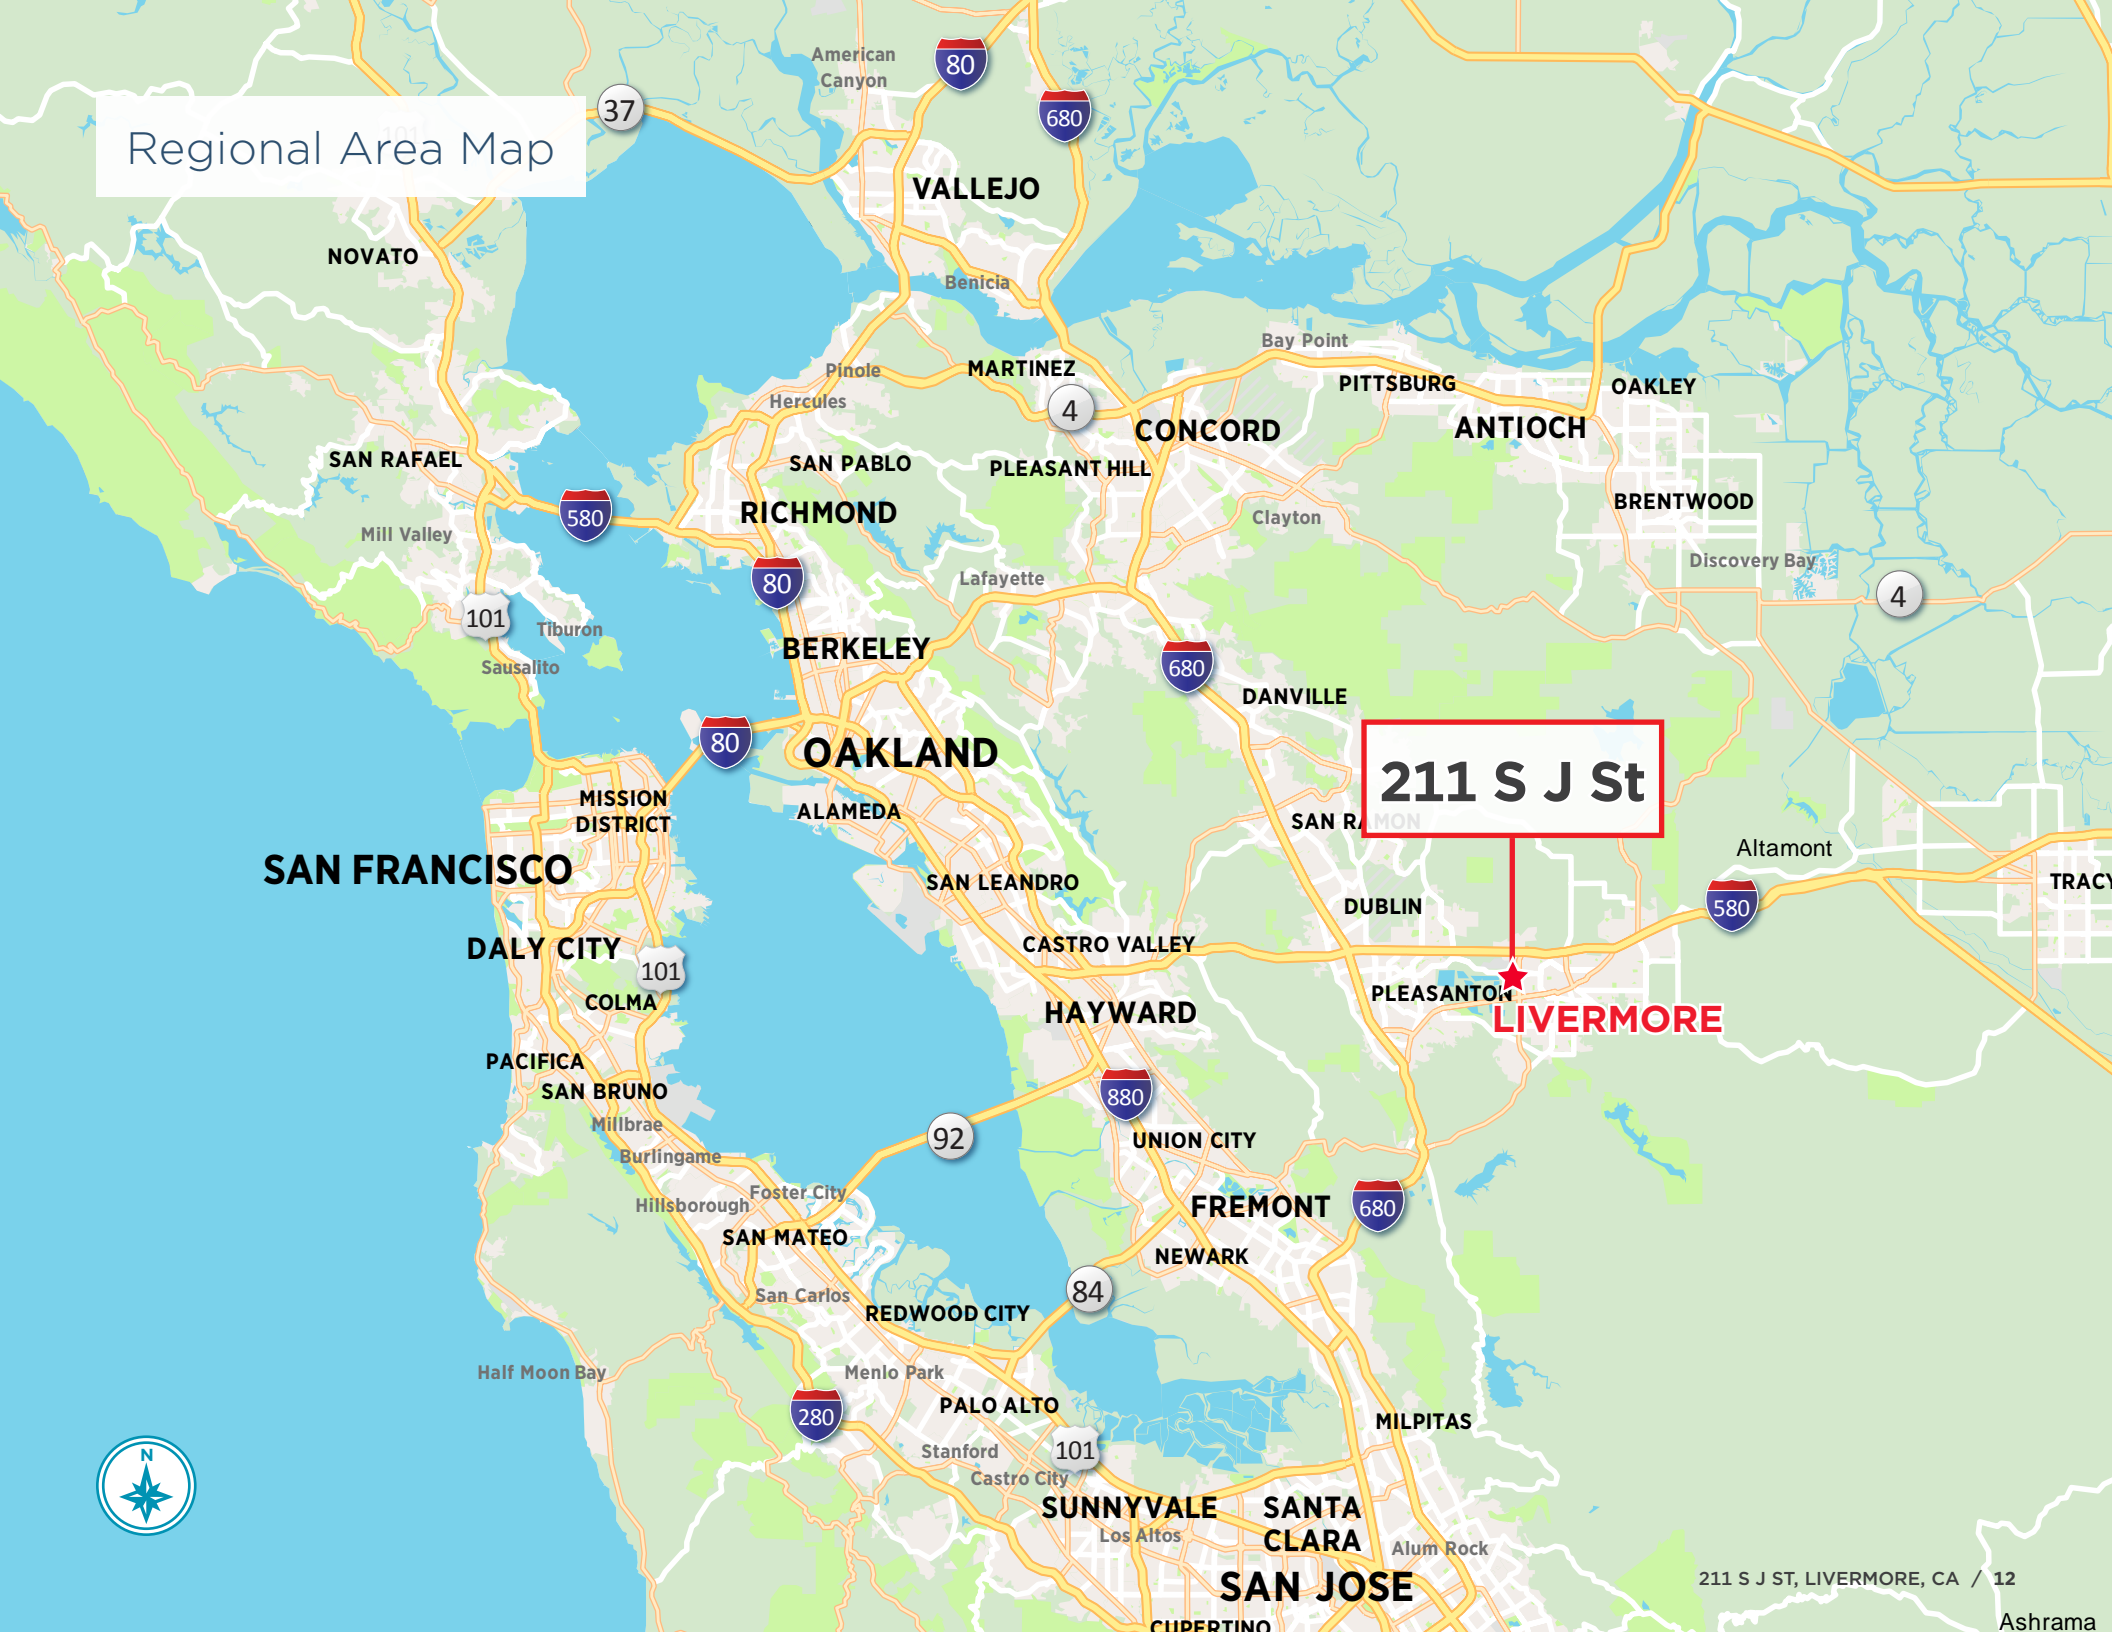 American
Canyon
80
680
37
101
Regional Area Map
VALLEJO
NOVATO
Benicia
Bay Point
Pinole
MARTINEZ
PITTSBURG
OAKLEY
Hercules
4
CONCORD
ANTIOCH
SAN RAFAEL
SAN PABLO
PLEASANT HILL
RICHMOND
BRENTWOOD
580
Clayton
Mill Valley
Discovery Bay
80
Lafayette
4
101
Tiburon
BERKELEY
Sausalito
680
DANVILLE
80
OAKLAND
211 S J St
MISSION
DISTRICT
ALAMEDA
SAN RAMON
Altamont
SAN FRANCISCO
SAN LEANDRO
TRACY
DUBLIN
580
DALY CITY
CASTRO VALLEY
101
PLEASANTON
COLMA
HAYWARD
LIVERMORE
PACIFICA
SAN BRUNO
880
Millbrae
92
UNION CITY
Burlingame
Foster City
Hillsborough
FREMONT
680
SAN MATEO
NEWARK
San Carlos
84
REDWOOD CITY
Half Moon Bay
Menlo Park
PALO ALTO
280
MILPITAS
Stanford
101
N
Castro City
SUNNYVALE
SANTA
CLARA
Los Altos
Alum Rock
SAN JOSE
211 S J ST, LIVERMORE, CA / 12
CUPERTINO
Ashrama